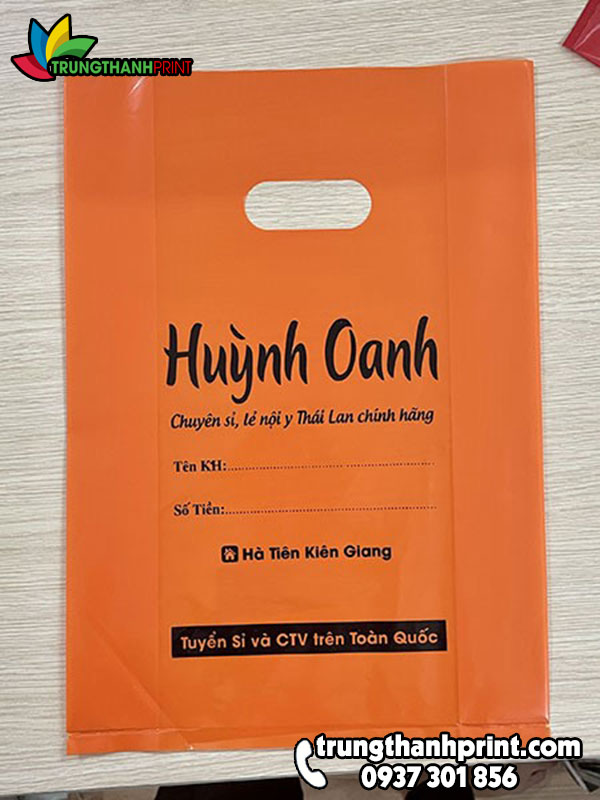 TRUNGTHANHPRINT
Huỳnh Oanh
Chuyên sỉ, lẻ nội y Thái Lan chính hãng
Tên KH:........................................................
Số Tiền:........................................................
Hà Tiên Kiên Giang
Tuyển Sỉ và CTV trên Toàn Quốc
trungthanhprint.com
0937 301 856